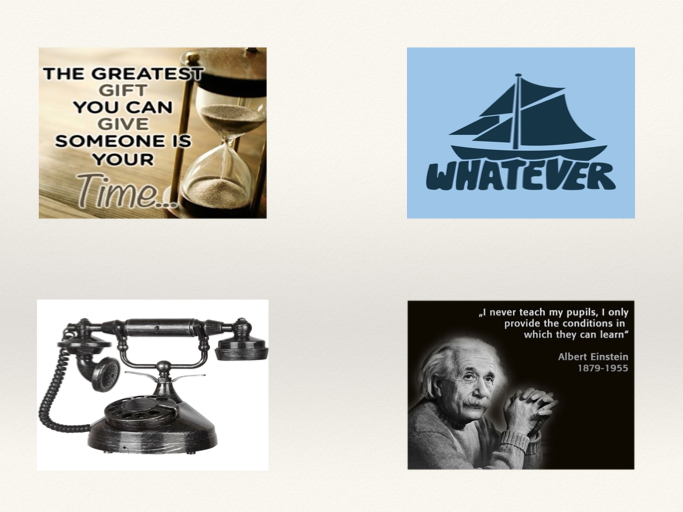 THE GREATEST
GIFT
YOU CAN
GIVE
SOMEONE IS
YOUR
Time...
WHATEVER
„I never teach my pupils, I only
provide the conditions in
which they can learn“
Albert Einstein
1879-1955